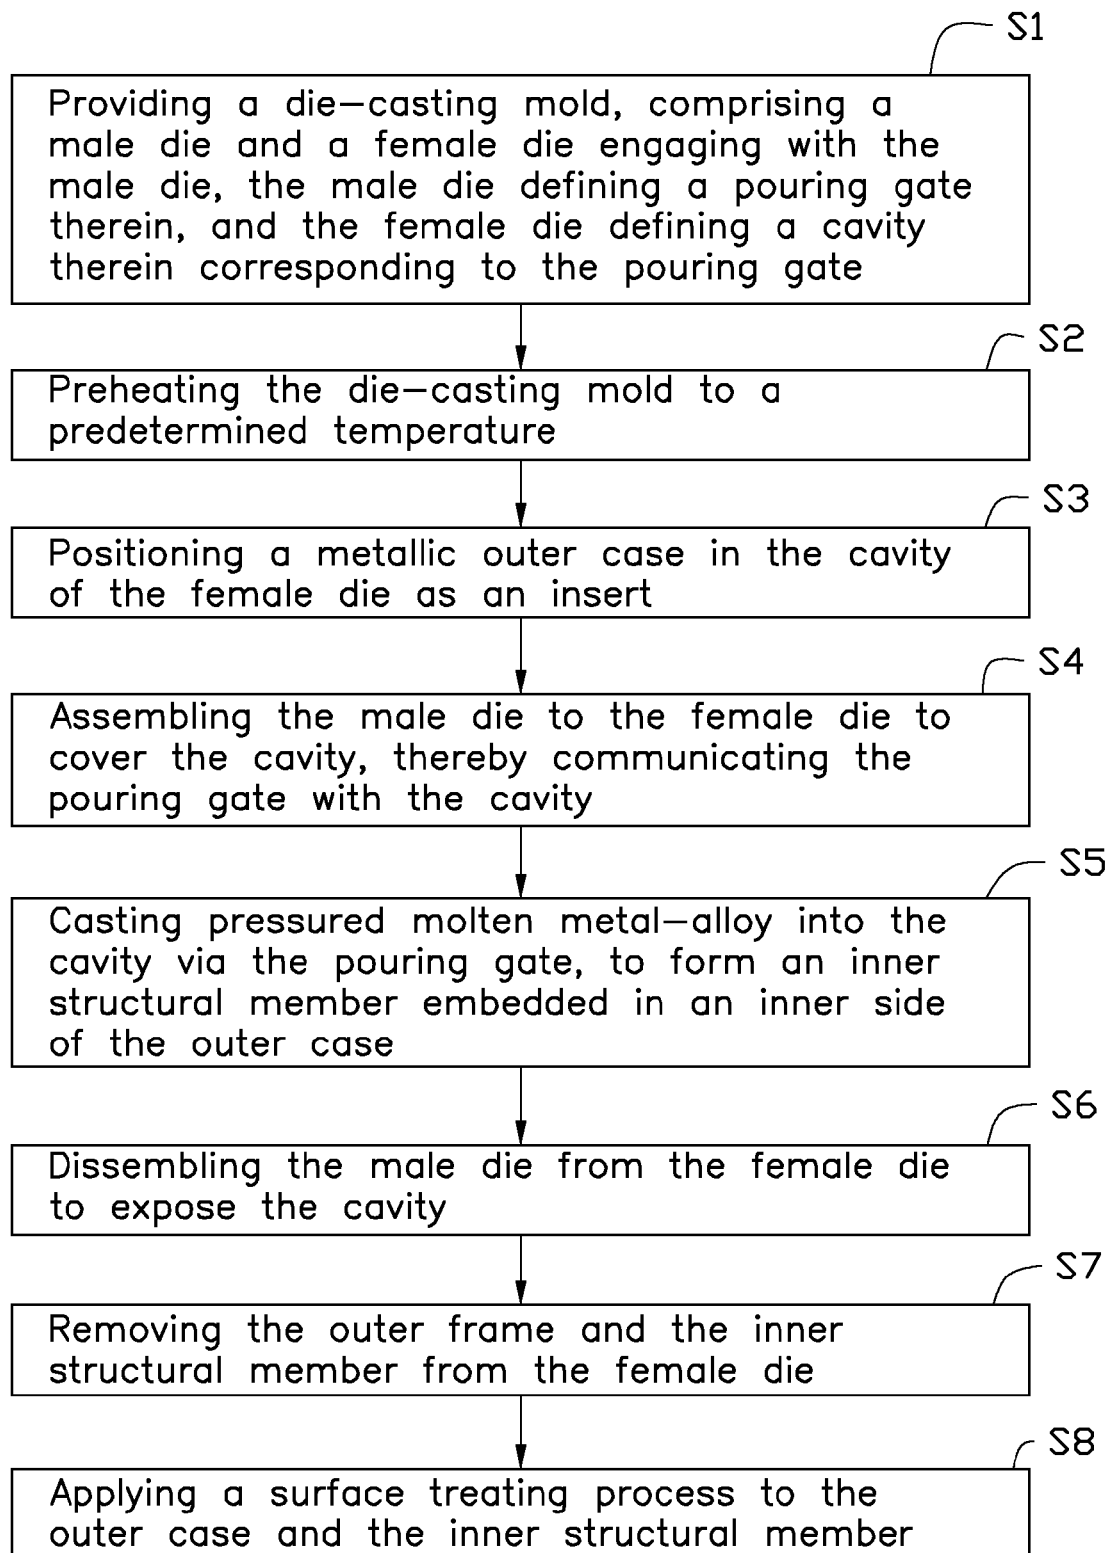 S1
Providing a die-casting mold, comprising a
male die and a female die engaging with the
male die, the male die defining a pouring gate
therein, and the female die defining a cavity
therein corresponding to the pouring gate
S2
Preheating the die-casting mold to a
predetermined temperature
S3
Positioning a metallic outer case in the cavity
of the female die as an insert
S4
Assembling the male die to the female die to
cover the cavity, thereby communicating the
pouring gate with the cavity
S5
Casting pressured molten metal-alloy into the
cavity via the pouring gate, to form an inner
structural member embedded in an inner side
of the outer case
S6
Dissembling the male die from the female die
to expose the cavity
S7
Removing the outer frame and the inner
structural member from the female die
S8
Applying a surface treating process to the
outer case and the inner structural member